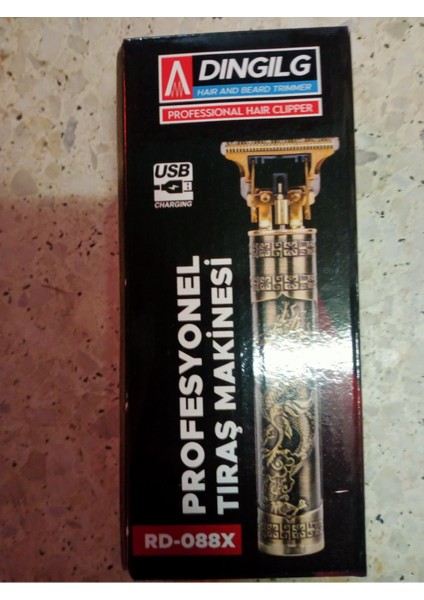 DINGILG
HAIR AND BEARD TRIMMER
PROFESSIONAL HAIR CLIPPER
USB
CHARGING
PROFESYONEL
TIRAŞ MAKİNESİ
RD-088X